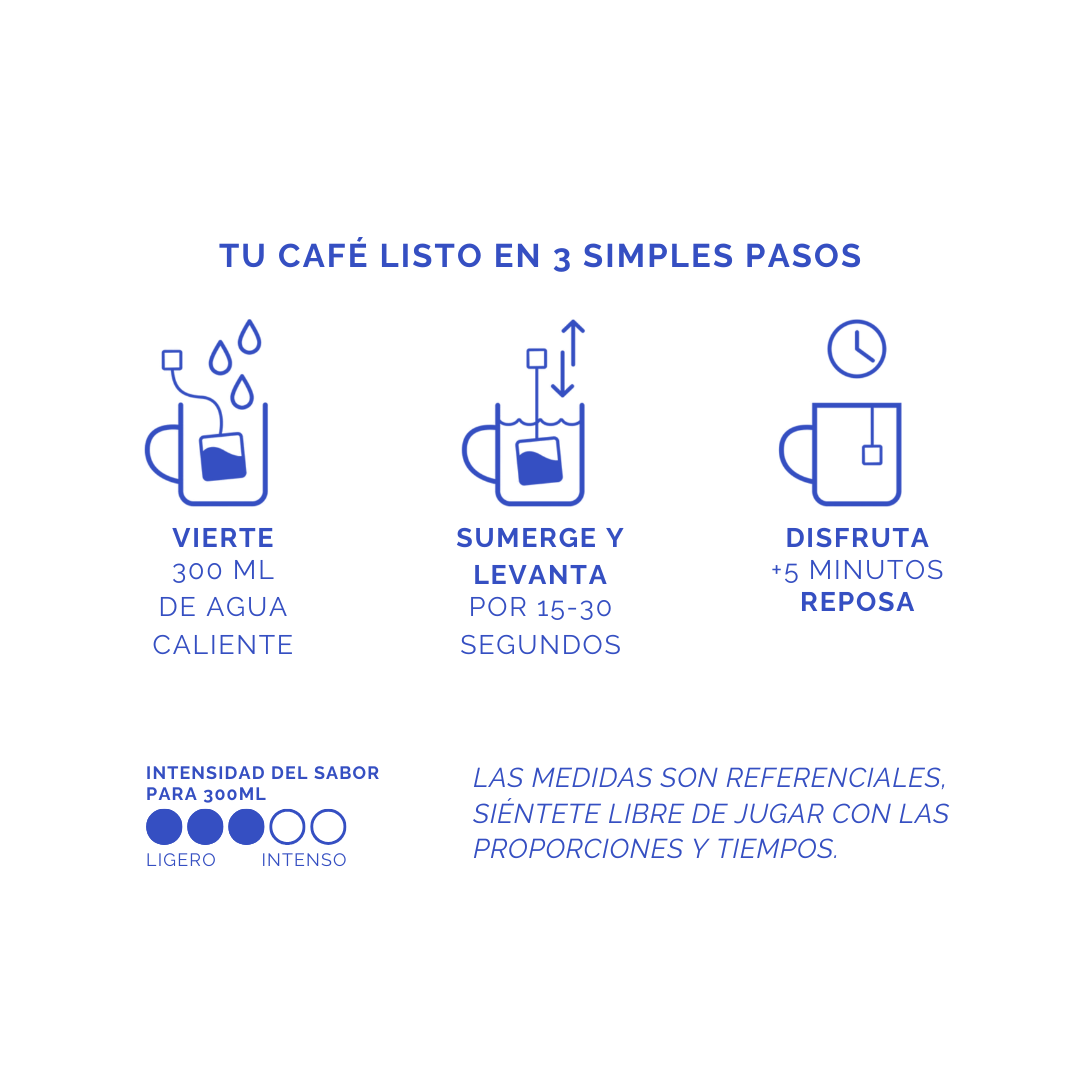 TU CAFÉ LISTO EN 3 SIMPLES PASOS
VIERTE
300 ML
DE AGUA
CALIENTE
SUMERGE Y
LEVANTA
POR 15-30
SEGUNDOS
DISFRUTA
+5 MINUTOS
REPOSA
INTENSIDAD DEL SABOR
PARA 300ML
LIGERO INTENSO
LAS MEDIDAS SON REFERENCIALES,
SIÉNTETE LIBRE DE JUGAR CON LAS
PROPORCIONES Y TIEMPOS.